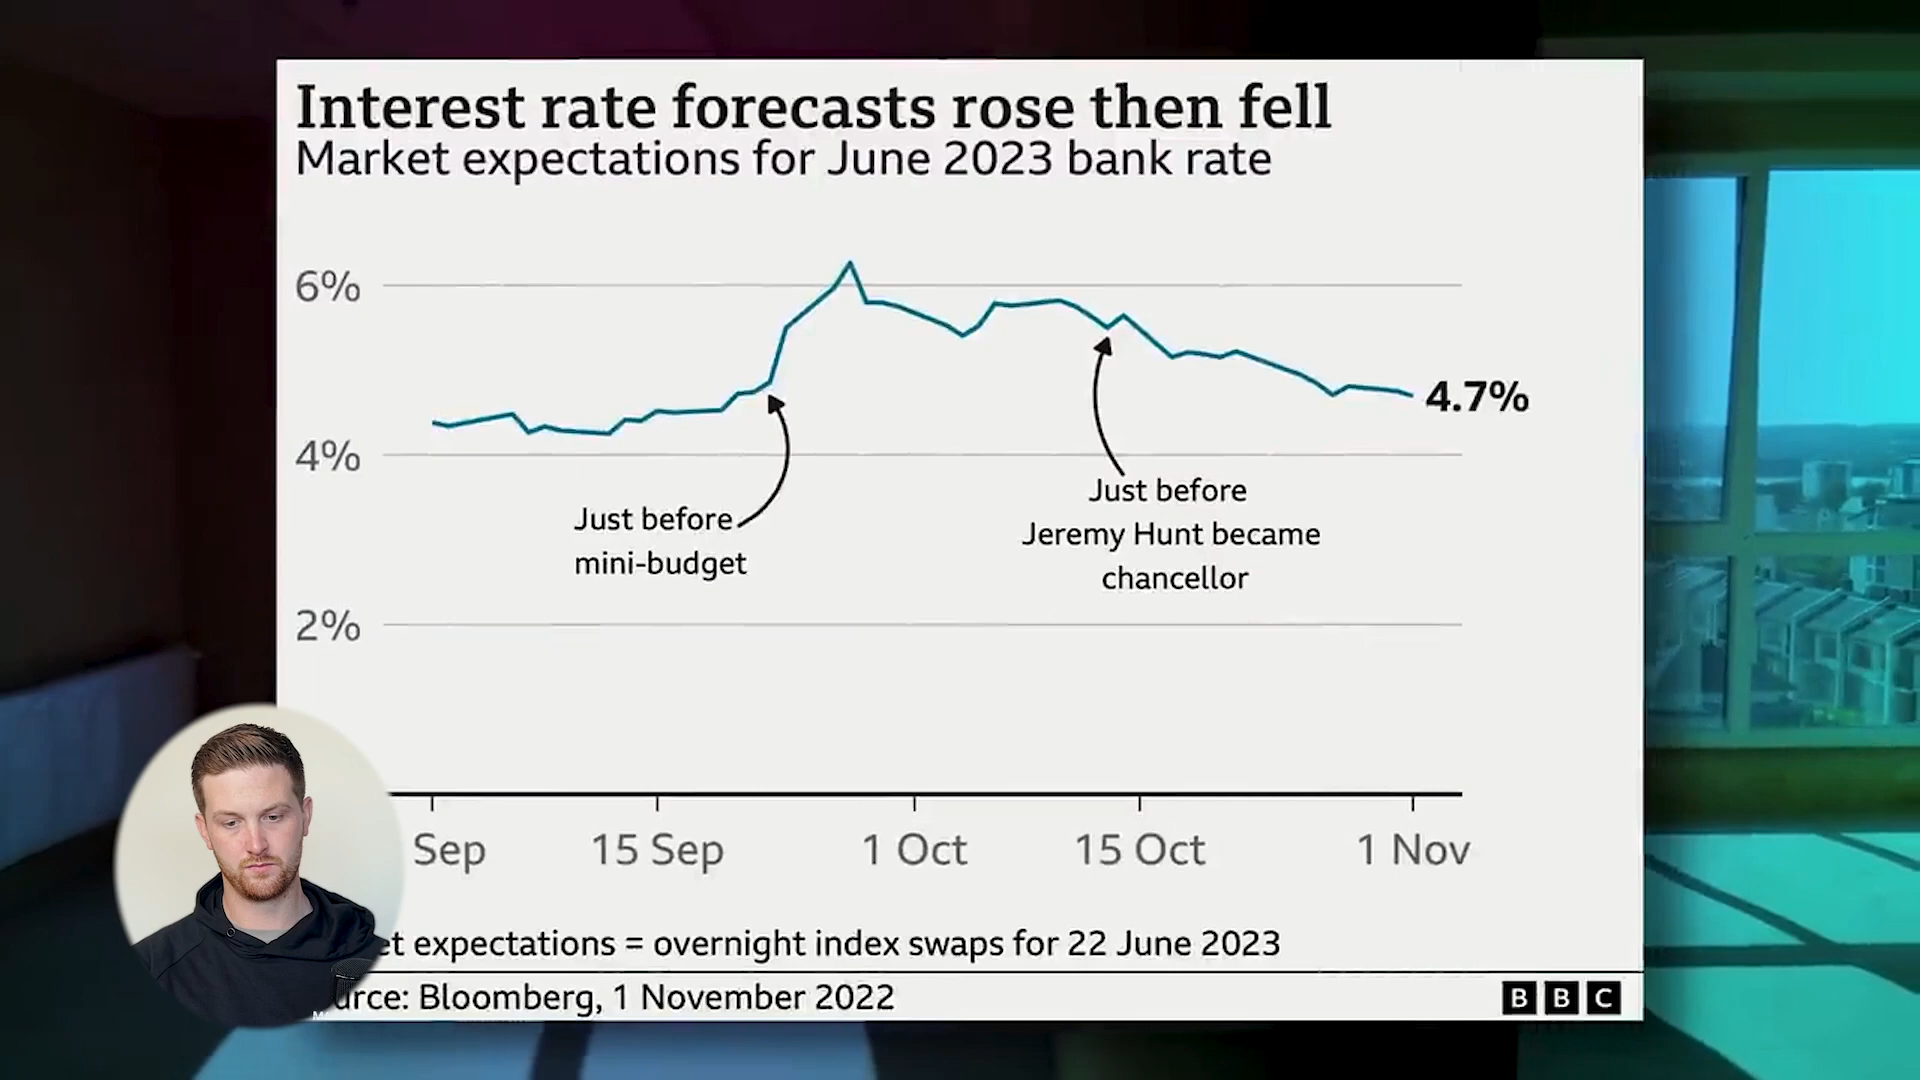 Interest rate forecasts rose then fell
Market expectations for June 2023 bank rate
6%
4%
2%
4.7%
Just before
mini-budget
Just before
Jeremy Hunt became
chancellor
Sep
15 Sep
1 Oct
15 Oct
1 Nov
et expectations = overnight index swaps for 22 June 2023
urce: Bloomberg, 1 November 2022
BBC